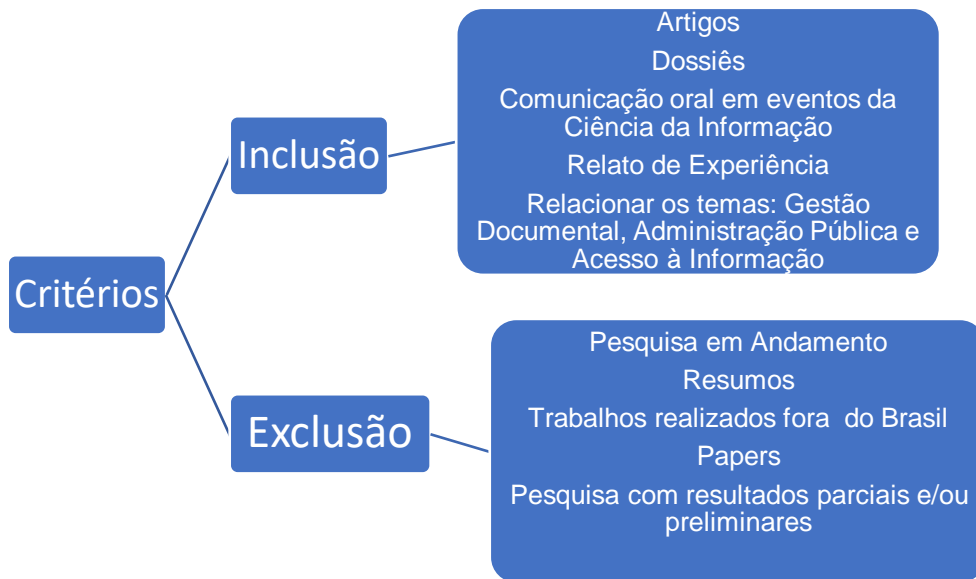 Critérios
Inclusão
Artigos
Dossiês
Comunicação oral em eventos da
Ciência da Informação
Relato de Experiência
Relacionar os temas: Gestão
Documental, Administração Pública e
Acesso à Informação
Exclusão
Pesquisa em Andamento
Resumos
Trabalhos realizados fora do Brasil
Papers
Pesquisa com resultados parciais e/ou
preliminares